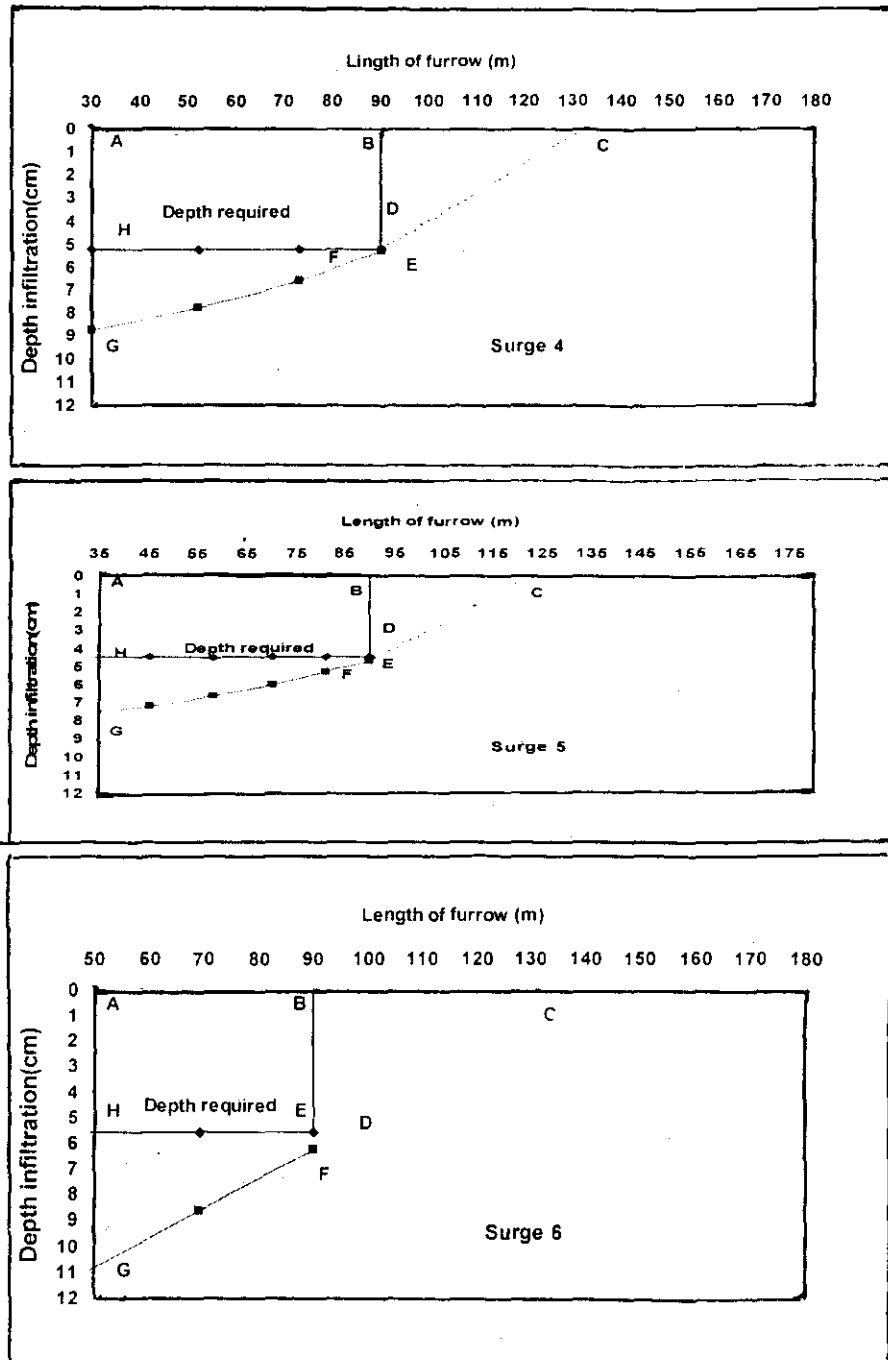 Lingth of furrow (m)
30 40 50 60 70 80 90 100 110 120 130 140 150 160 170 180
Depth infiltration(cm)
0
1
2
3
4
5
6
7
8
9
10
11
12
A B C
D
Depth required
H
F E
G
Surge 4
Length of furrow (m)
35 45 55 65 75 85 95 105 115 125 135 145 155 165 175
Depth infiltration(cm)
0
1
2
3
4
5
6
7
8
9
10
11
12
A B C
D
H Depth required
F E
G
Surge 5
Length of furrow (m)
50 60 70 80 90 100 110 120 130 140 150 160 170 180
Depth infiltration(cm)
0
1
2
3
4
5
6
7
8
9
10
11
12
A B C
H Depth required E D
F
G
Surge 6